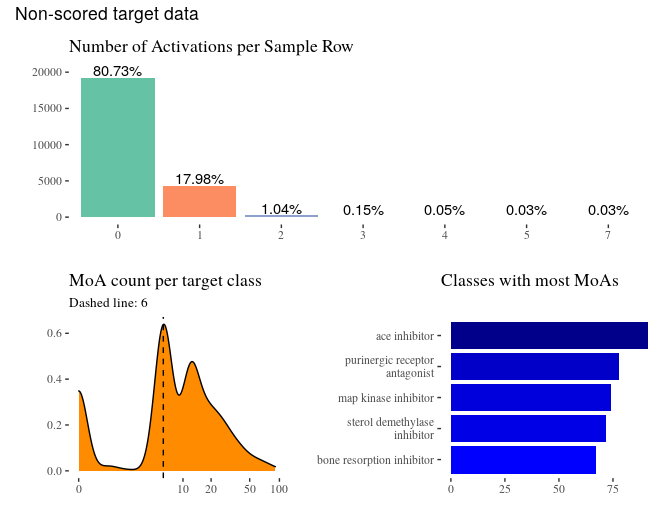 Non-scored target data
Number of Activations per Sample Row
20000
15000
10000
5000
0
80.73%
17.98%
1.04%
0.15%
0.05%
0.03%
0.03%
0
1
2
3
4
5
7
MoA count per target class
Dashed line: 6
0.6
0.4
0.2
0.0
0
10
20
50
100
Classes with most MoAs
ace inhibitor
purinergic receptor
antagonist
map kinase inhibitor
sterol demethylase
inhibitor
bone resorption inhibitor
0
25
50
75